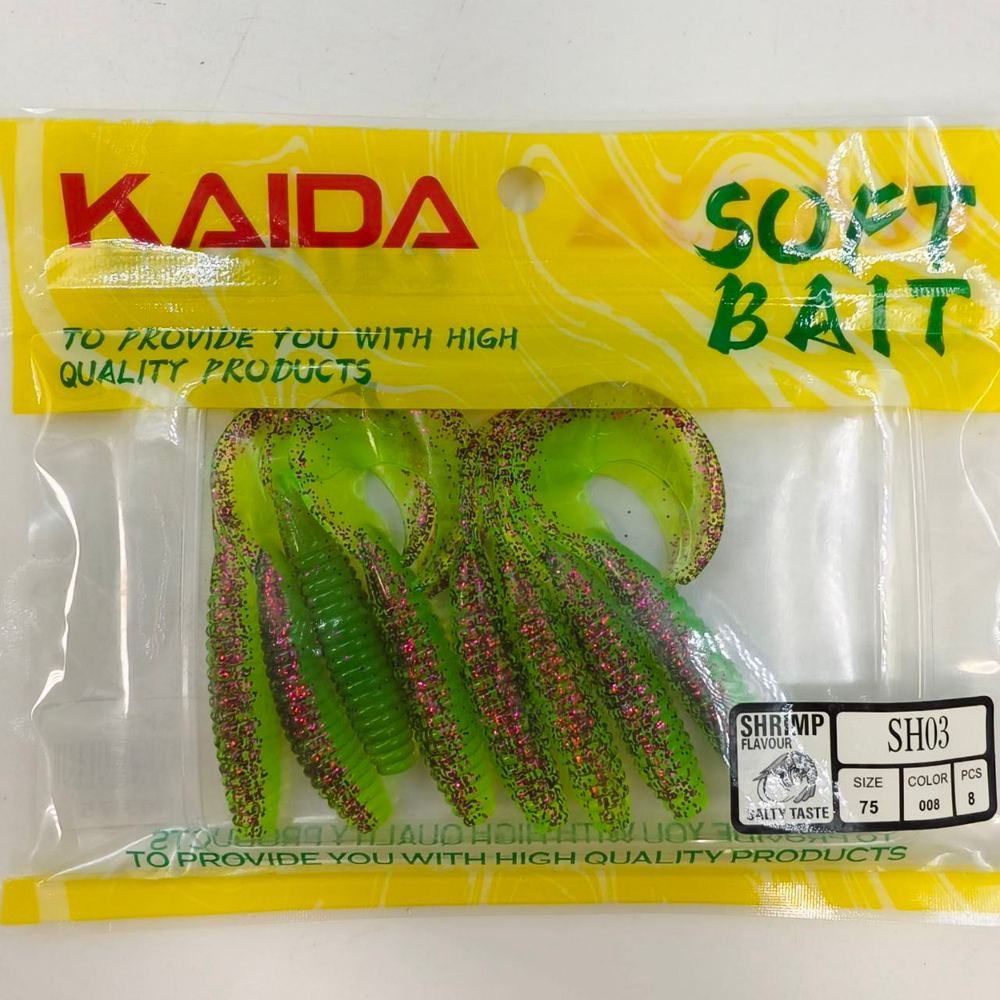 KAIDA
SOFT
BAIT
TO PROVIDE YOU WITH HIGH
QUALITY PRODUCTS
SHRIMP
FLAVOUR
SALTY TASTE
SH03
SIZE
75
COLOR
008
PCS
8
TO PROVIDE YOU WITH HIGH QUALITY PRODUCTS